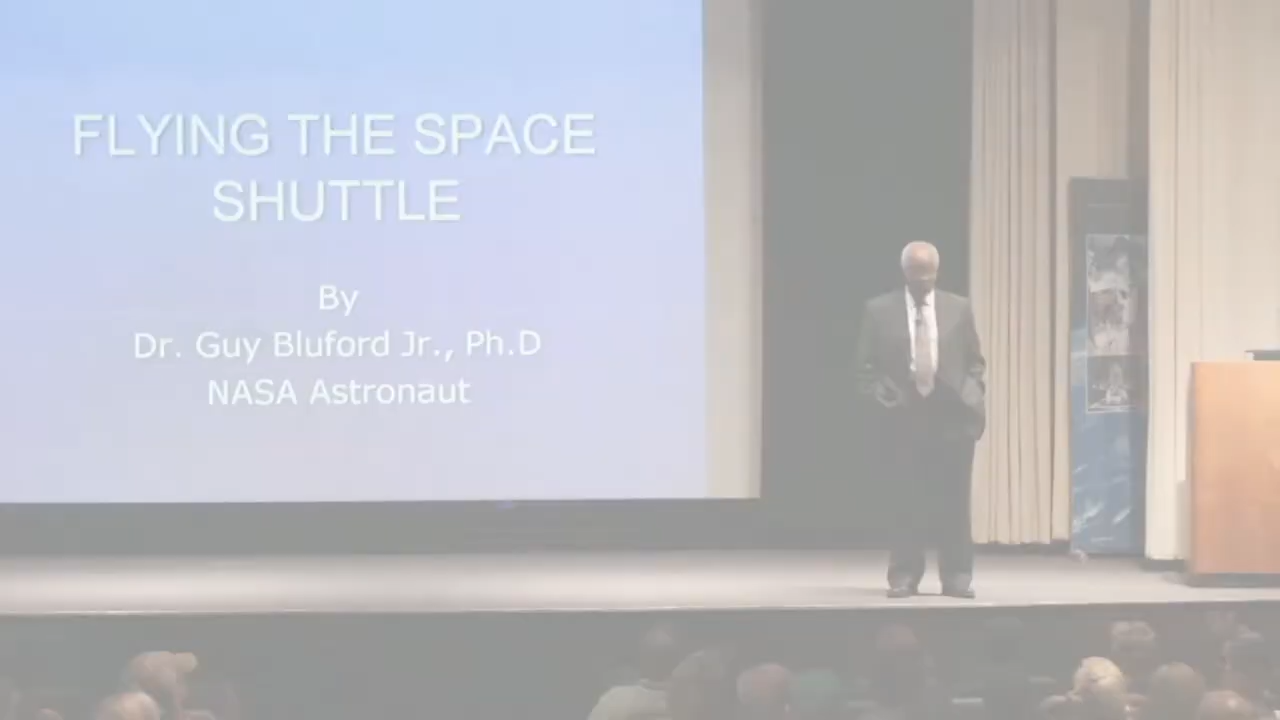 FLYING THE SPACE
SHUTTLE
By
Dr. Guy Bluford Jr., Ph.D
NASA Astronaut